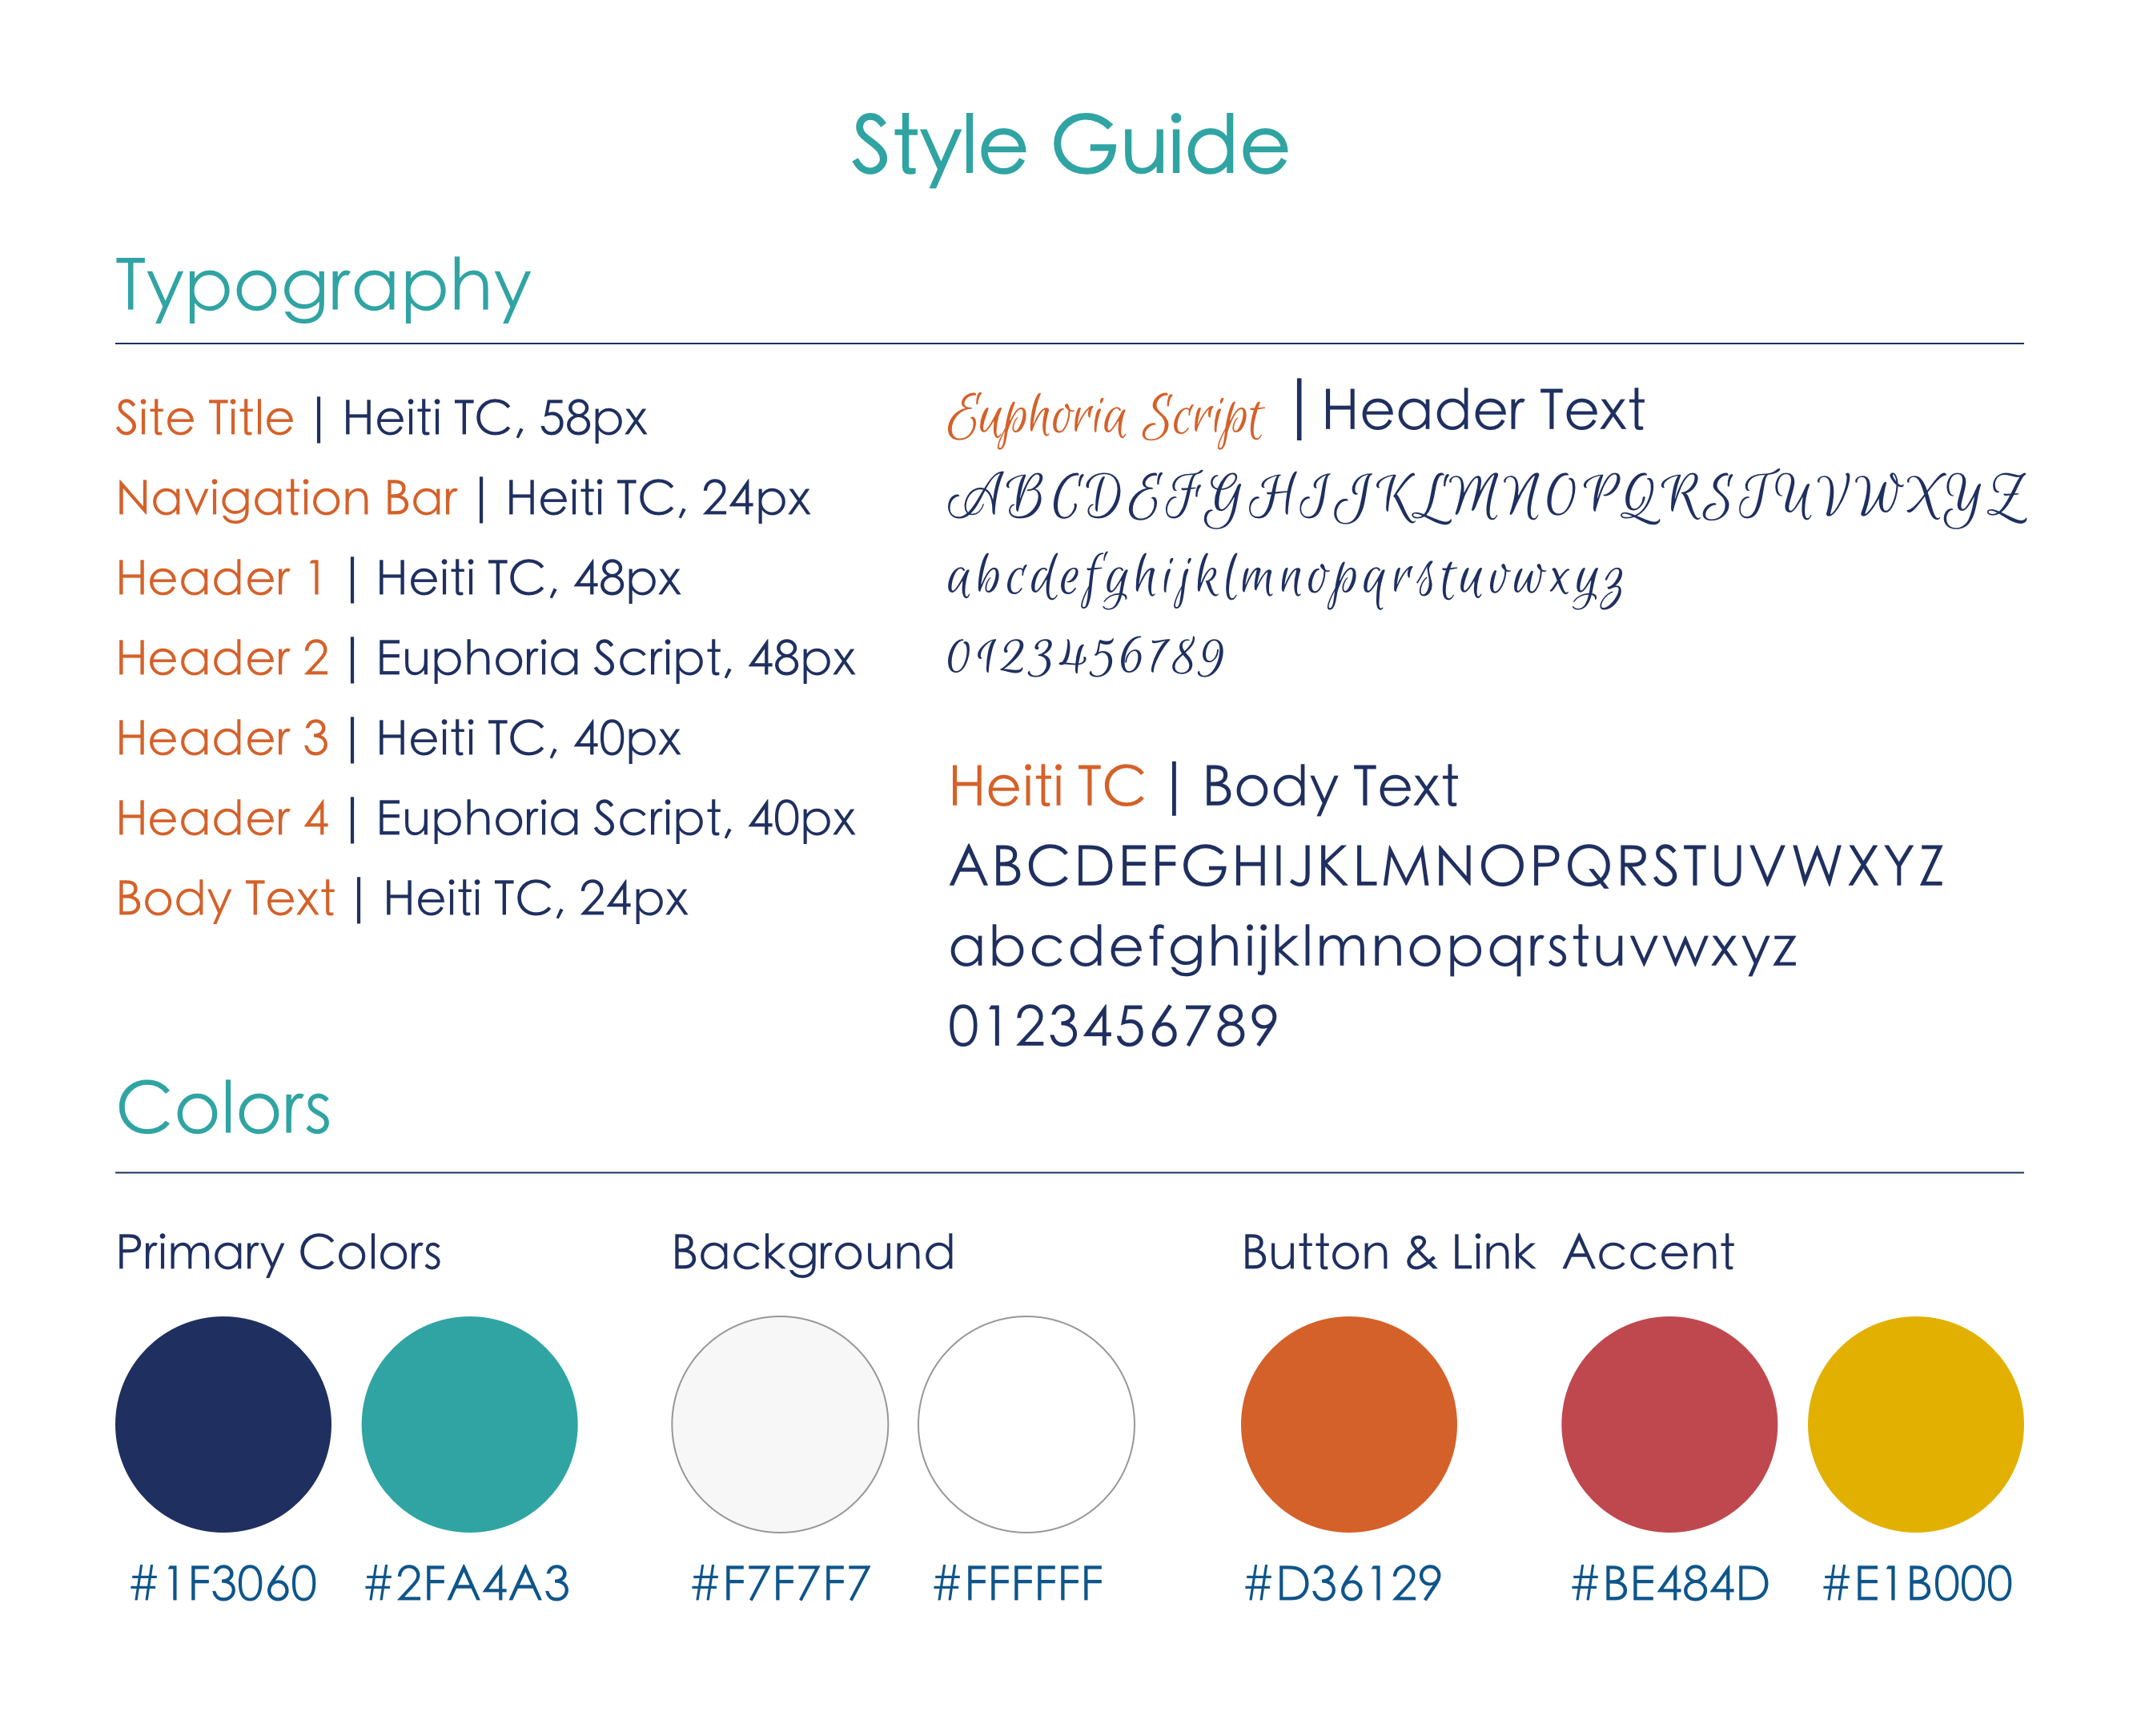 Style Guide
Typography
Site Title | Heiti TC, 58px
Navigation Bar | Heiti TC, 24px
Header 1 | Heiti TC, 48px
Header 2 | Euphoria Script, 48px
Header 3 | Heiti TC, 40px
Header 4 | Euphoria Script, 40px
Body Text | Heiti TC, 24px
Euphoria Script | Header Text
ABCDEFGHIJKLMNOPQRSTUVWXYZ
abcdefghijklmnopqrstuvwxyz
0123456789
Heiti TC | Body Text
ABCDEFGHIJKLMNOPQRSTUVWXYZ
abcdefghijklmnopqrstuvwxyz
0123456789
Colors
Primary Colors
#1F3060 #2FA4A3
Background
#F7F7F7 #FFFFFF
Button & Link
#D36129
Accent
#BE484D #E1B000